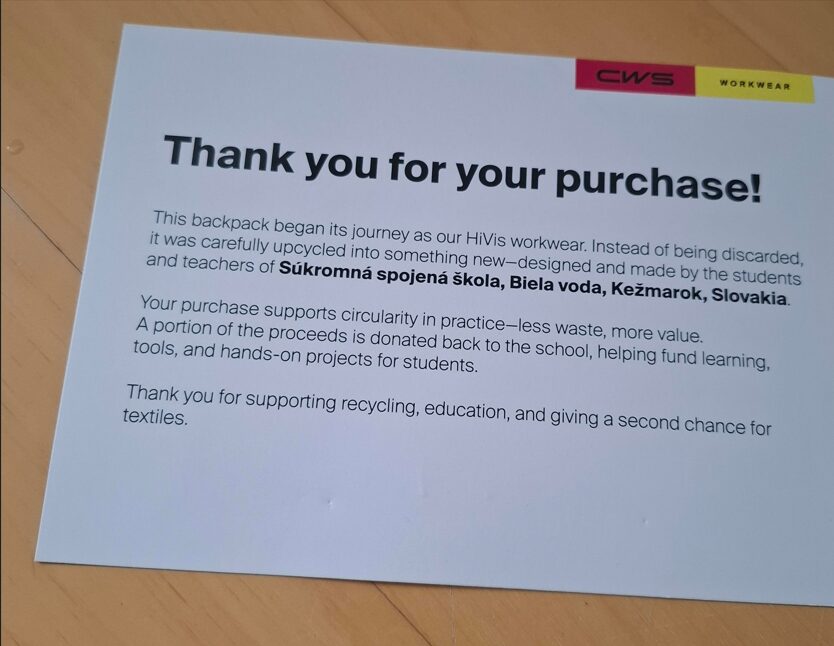 CWS WORKWEAR
Thank you for your purchase!
This backpack began its journey as our HiVis workwear. Instead of being discarded,
it was carefully upcycled into something new—designed and made by the students
and teachers of Súkromná spojená škola, Biela voda, Kežmarok, Slovakia.
Your purchase supports circularity in practice—less waste, more value.
A portion of the proceeds is donated back to the school, helping fund learning,
tools, and hands-on projects for students.
Thank you for supporting recycling, education, and giving a second chance for
textiles.